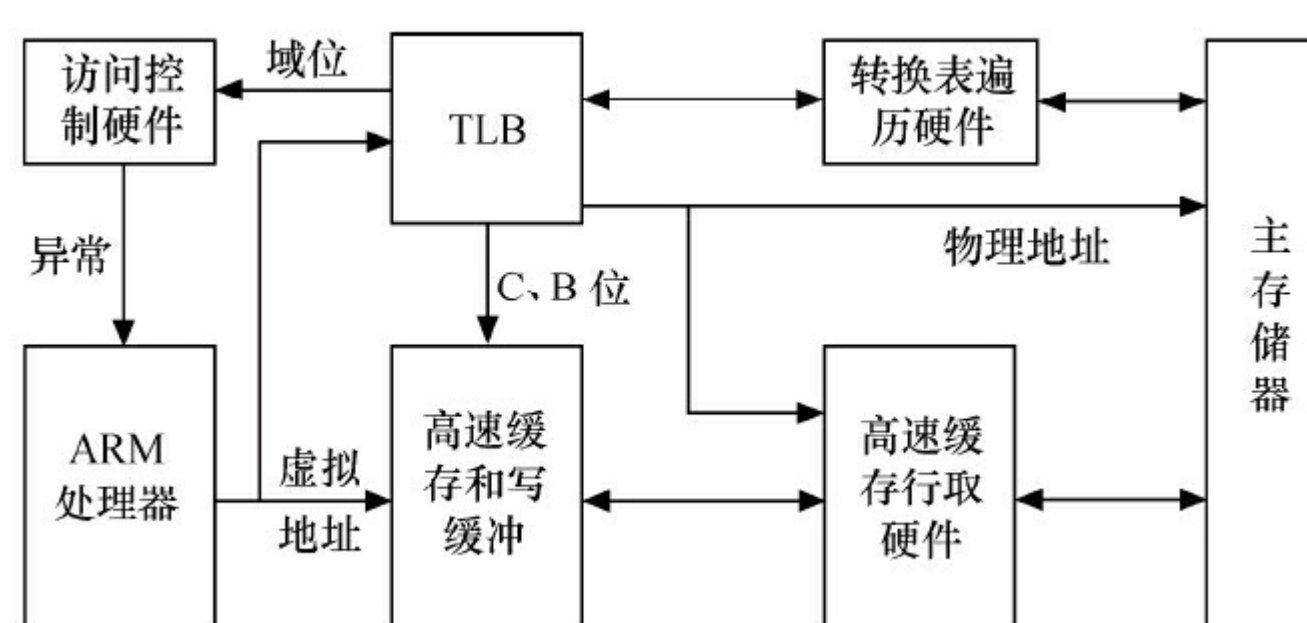 访问控
制硬件
域位
TLB
转换表遍
历硬件
物理地址
异常
C、B 位
主
存
储
器
ARM
处理器
虚拟
地址
高速缓
存和写
缓冲
高速缓
存行取
硬件